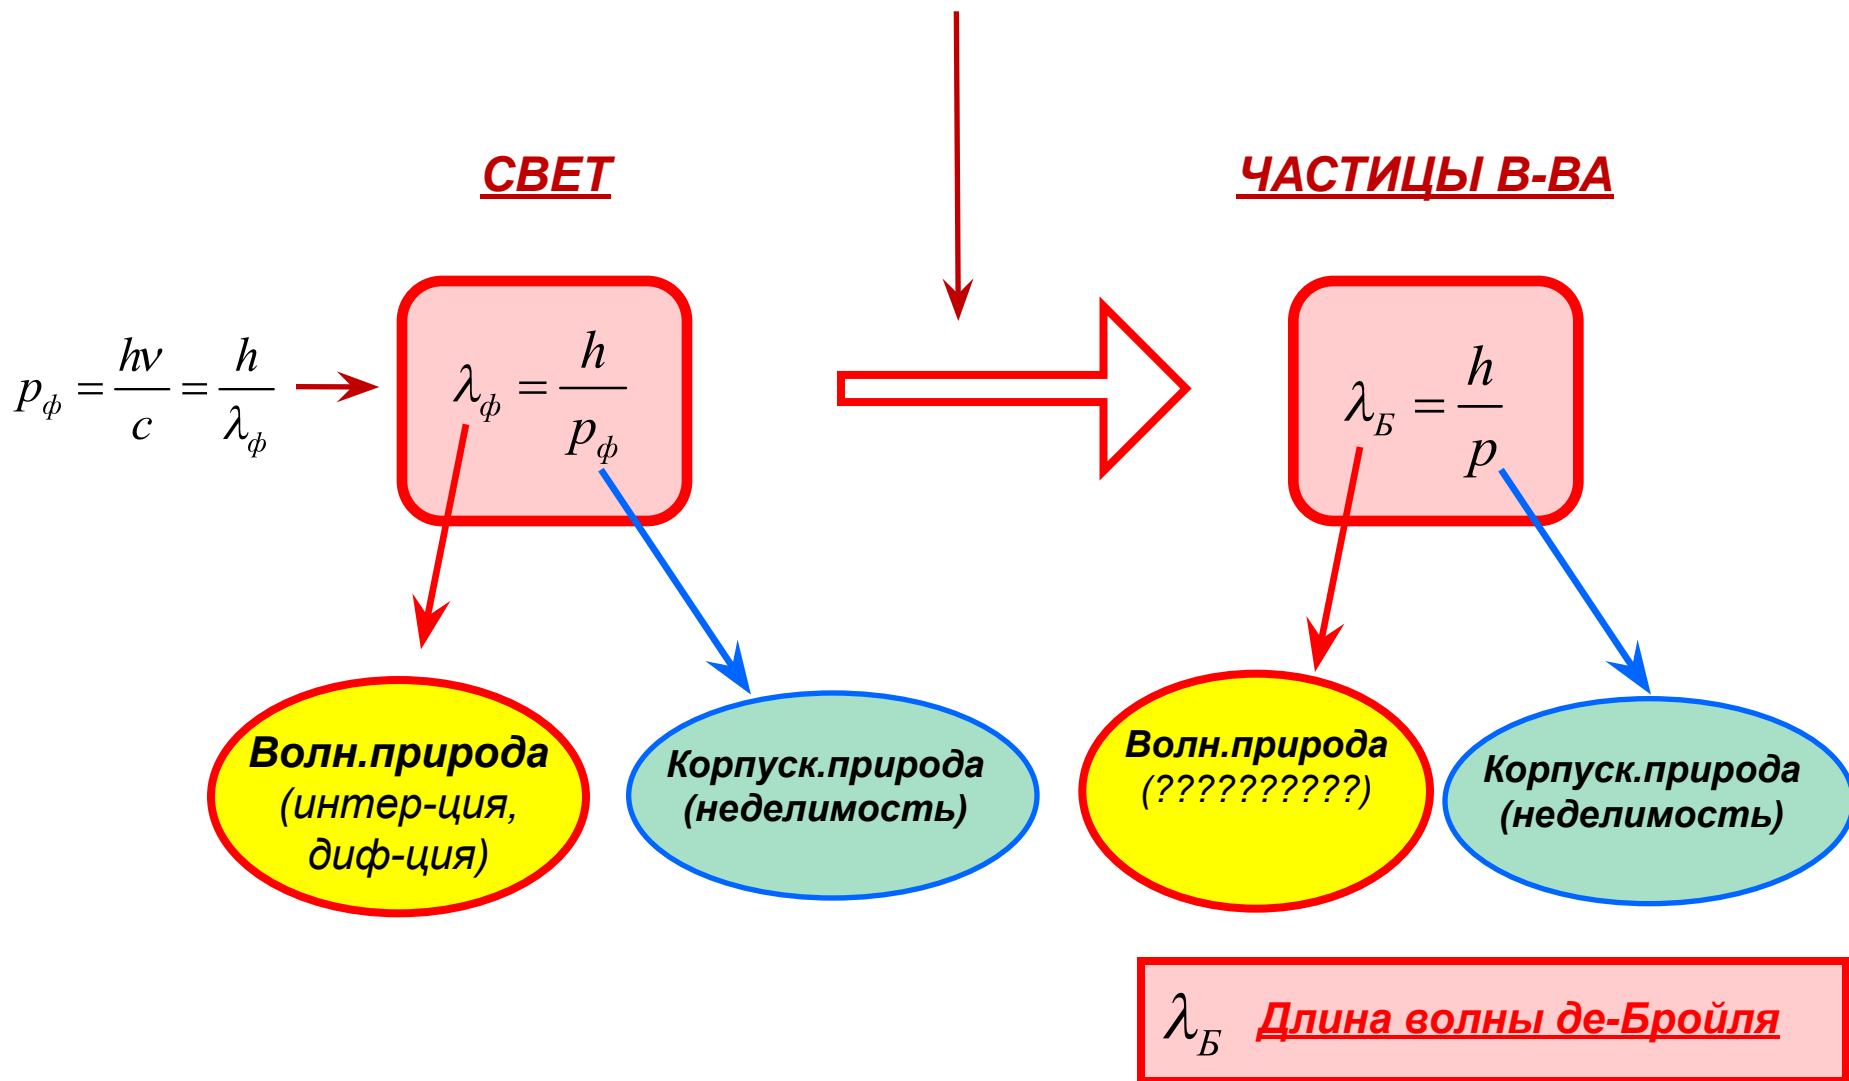 СВЕТ
ЧАСТИЦЫ В-ВА
p_ф = hν/c = h/λ_ф
λ_ф = h/p_ф
λ_Б = h/p
Волн.природа
(интер-ция,
диф-ция)
Корпуск.природа
(неделимость)
Волн.природа
(??????????)
Корпуск.природа
(неделимость)
λ_Б Длина волны де-Бройля